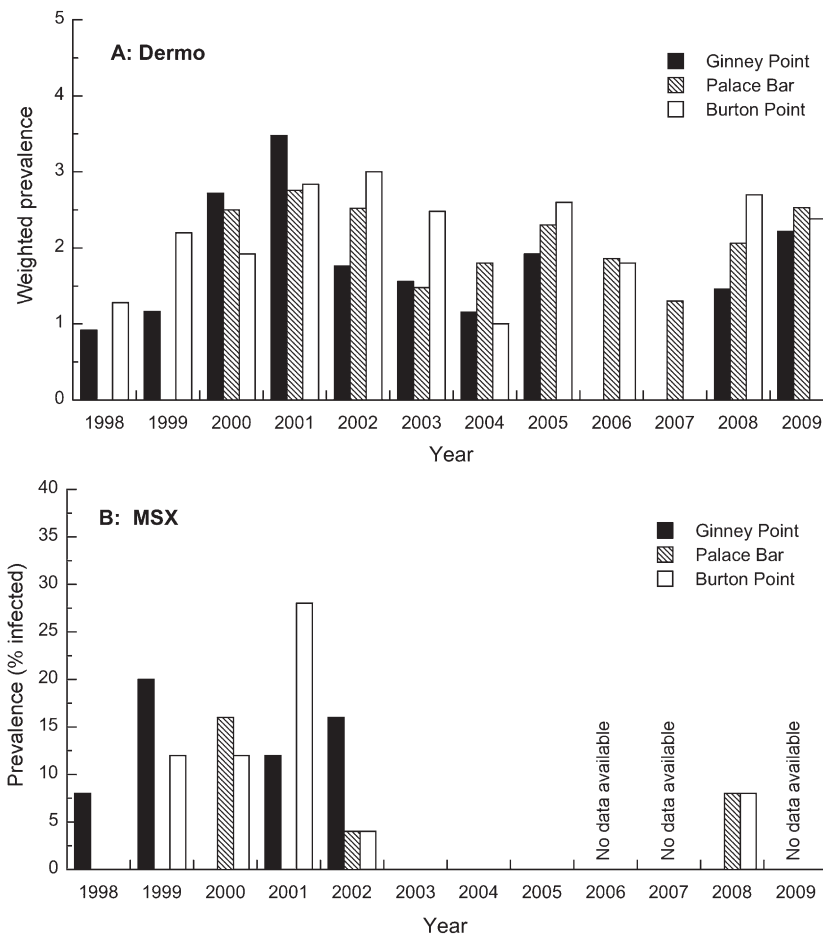 A: Dermo
Ginney Point
Palace Bar
Burton Point
Weighted prevalence
5
4
3
2
1
0
1998 1999 2000 2001 2002 2003 2004 2005 2006 2007 2008 2009
Year
B: MSX
Ginney Point
Palace Bar
Burton Point
Prevalence (% infected)
40
35
30
25
20
15
10
5
0
No data available
No data available
No data available
1998 1999 2000 2001 2002 2003 2004 2005 2006 2007 2008 2009
Year